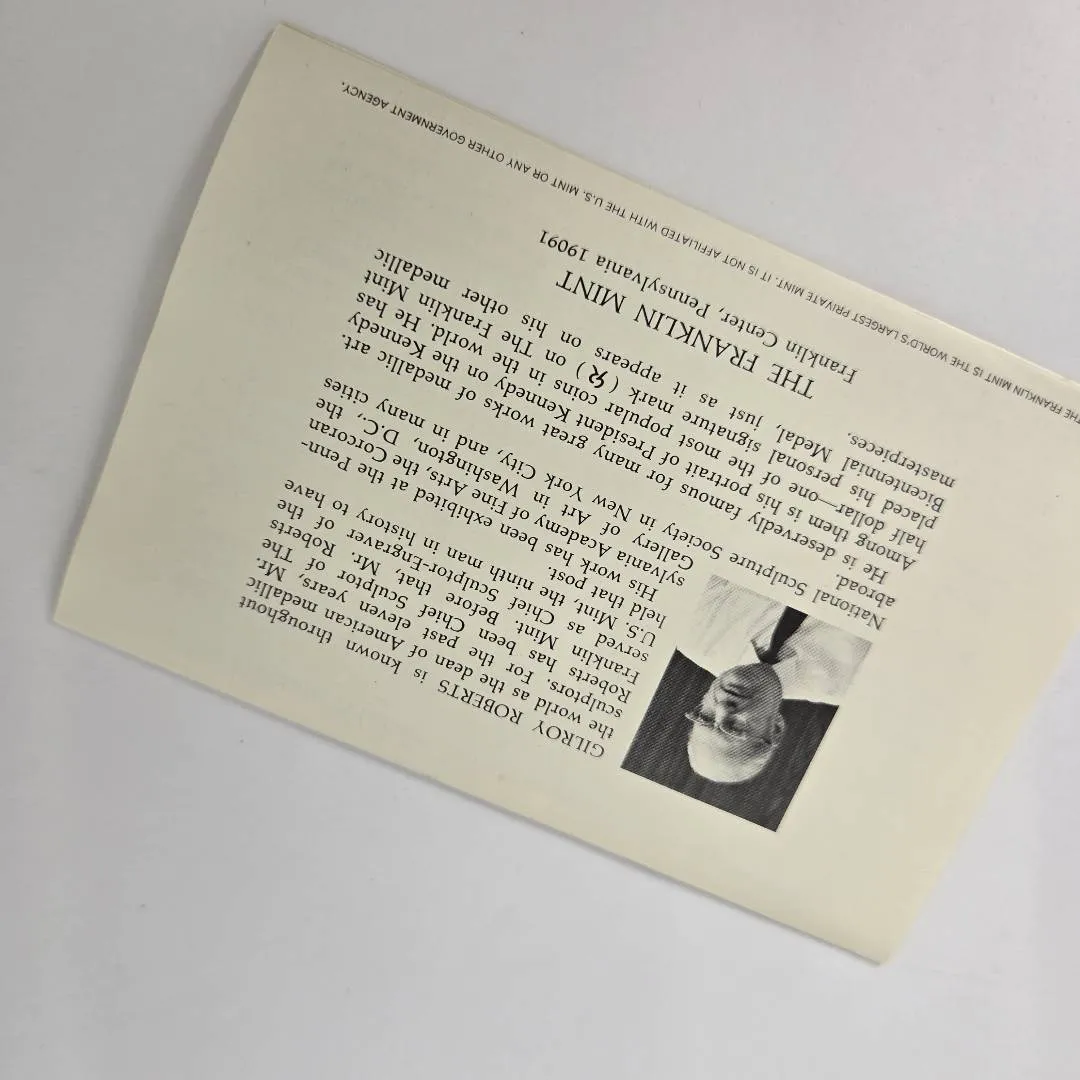 GILROY ROBERTS is known throughout
the world as the dean of American medallic
sculptors. For the past eleven years, Mr.
Roberts has been Chief Sculptor of The
Franklin Mint. Before that, Mr. Roberts
served as Chief Sculptor-Engraver of the
U.S. Mint, the ninth man in history to have
held that post.
His work has been exhibited at the Penn-
sylvania Academy of Fine Arts, the Corcoran
Gallery of Art in Washington, D.C., the
National Sculpture Society in New York City, and in many cities
abroad.
He is deservedly famous for many great works of medallic art.
Among them is his portrait of President Kennedy on the Kennedy
half dollar—one of the most popular coins in the world. He has
placed his personal signature mark ( ) on The Franklin Mint
Bicentennial Medal, just as it appears on his other medallic
masterpieces.
THE FRANKLIN MINT
Franklin Center, Pennsylvania 19091
THE FRANKLIN MINT IS THE WORLD'S LARGEST PRIVATE MINT. IT IS NOT AFFILIATED WITH THE U.S. MINT OR ANY OTHER GOVERNMENT AGENCY.